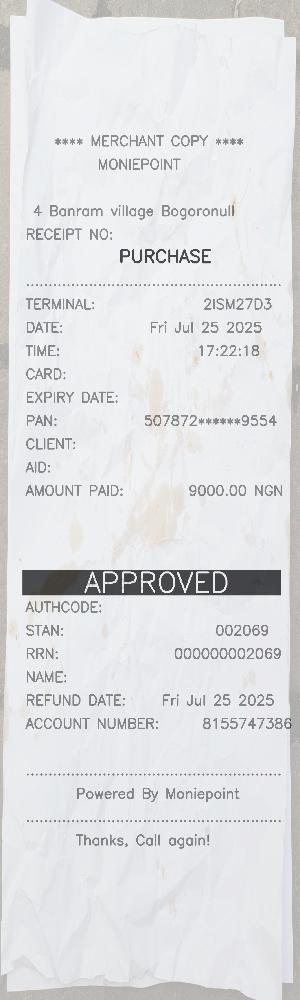 **** MERCHANT COPY ****
MONIEPOINT
4 Banram village Bogoronull
RECEIPT NO:
PURCHASE
TERMINAL: 2ISM27D3
DATE: Fri Jul 25 2025
TIME: 17:22:18
CARD:
EXPIRY DATE:
PAN: 507872******9554
CLIENT:
AID:
AMOUNT PAID: 9000.00 NGN
APPROVED
AUTHCODE:
STAN: 002069
RRN: 000000002069
NAME:
REFUND DATE: Fri Jul 25 2025
ACCOUNT NUMBER: 8155747386
Powered By Moniepoint
Thanks, Call again!